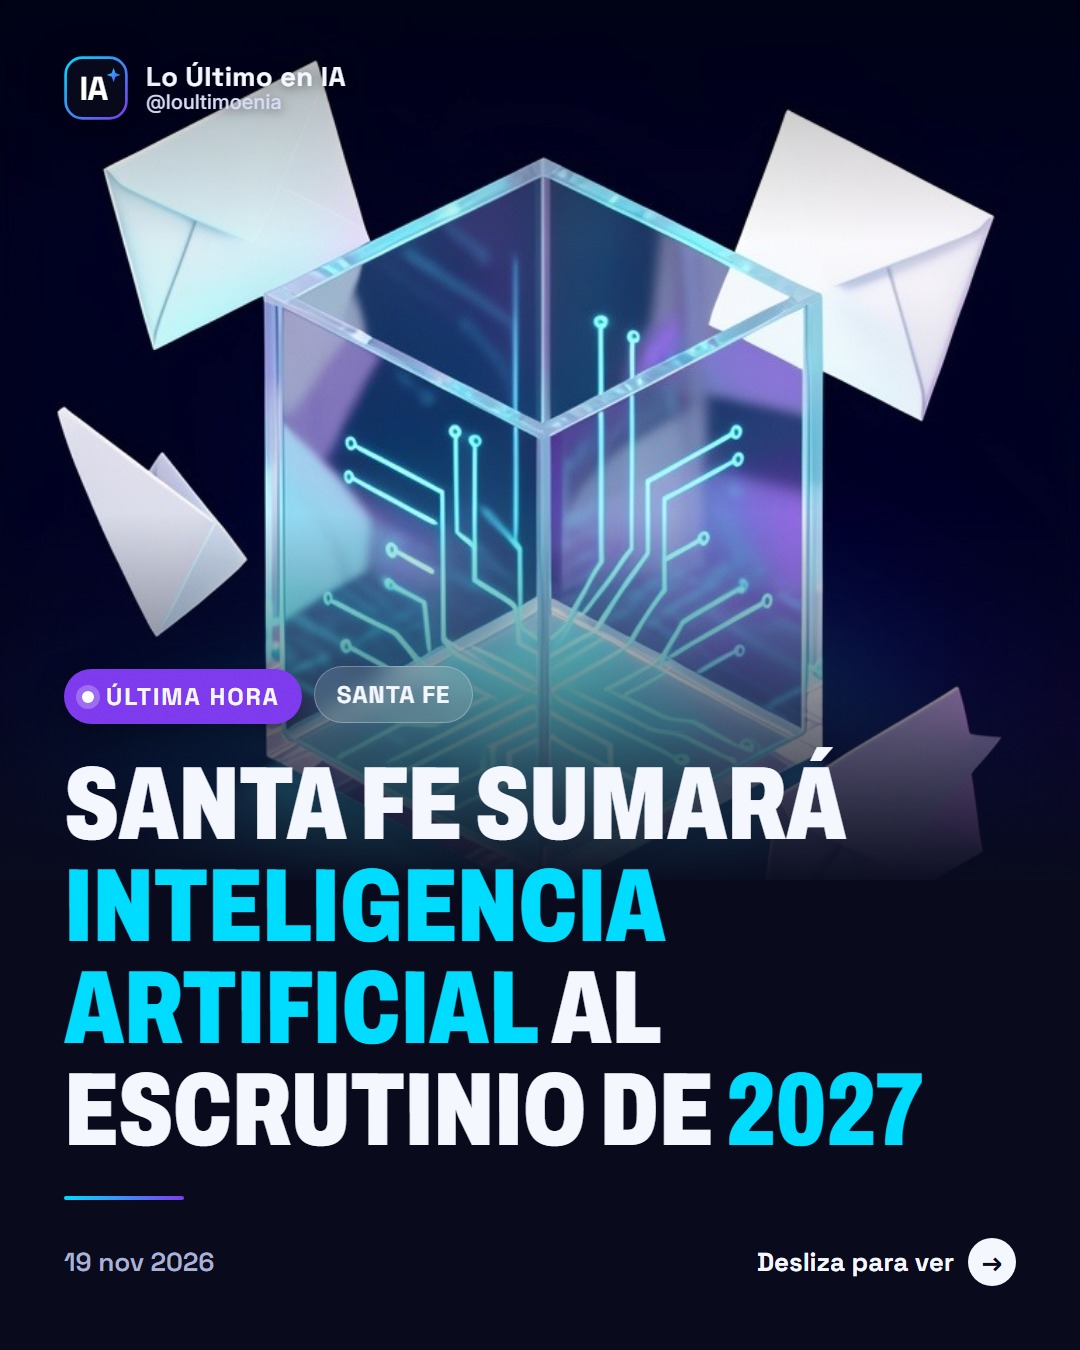 IA
Lo Último en IA
@loultimoenia
ÚLTIMA HORA
SANTA FE
SANTA FE SUMARÁ
INTELIGENCIA
ARTIFICIAL AL
ESCRUTINIO DE 2027
19 nov 2026
Desliza para ver →